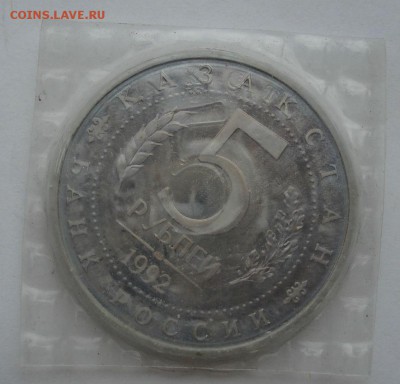 COINS.LAVE.RU
КАЗАКСТАН
5
РУБЛЕЙ
1992
БАНК РОССИИ